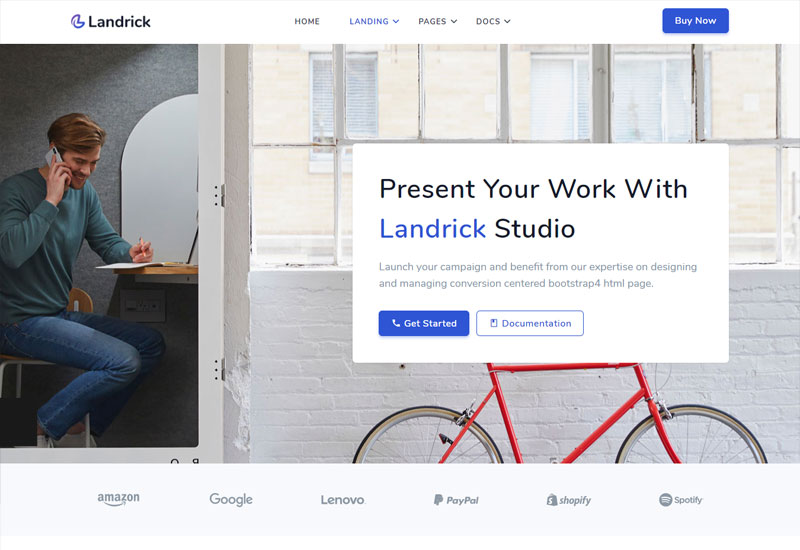 Landrick
HOME
LANDING
PAGES
DOCS
Buy Now
Present Your Work With
Landrick Studio
Launch your campaign and benefit from our expertise on designing
and managing conversion centered bootstrap4 html page.
Get Started
Documentation
amazon
Google
Lenovo
PayPal
shopify
Spotify